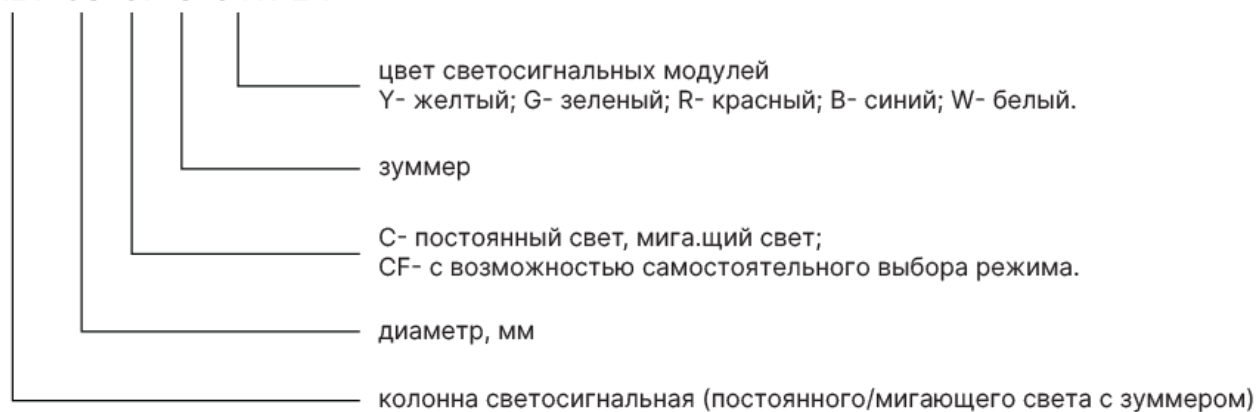 цвет светосигнальных модулей
Y- желтый; G- зеленый; R- красный; B- синий; W- белый.
зуммер
C- постоянный свет, мига.щий свет;
CF- с возможностью самостоятельного выбора режима.
диаметр, мм
колонна светосигнальная (постоянного/мигающего света с зуммером)